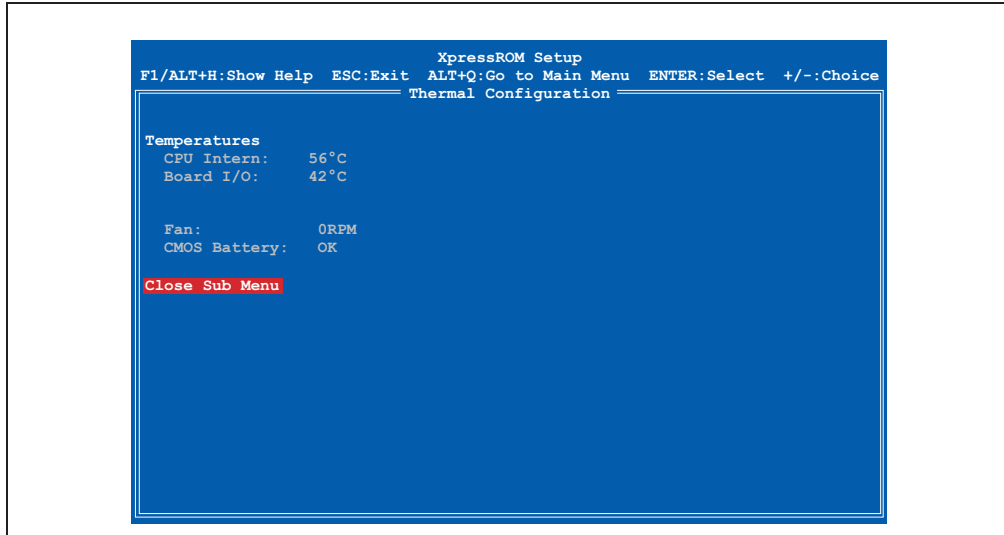 XpressROM Setup
F1/ALT+H:Show Help ESC:Exit ALT+Q:Go to Main Menu ENTER:Select +/-:Choice
Thermal Configuration
Temperatures
CPU Intern: 56°C
Board I/O: 42°C
Fan: 0RPM
CMOS Battery: OK
Close Sub Menu